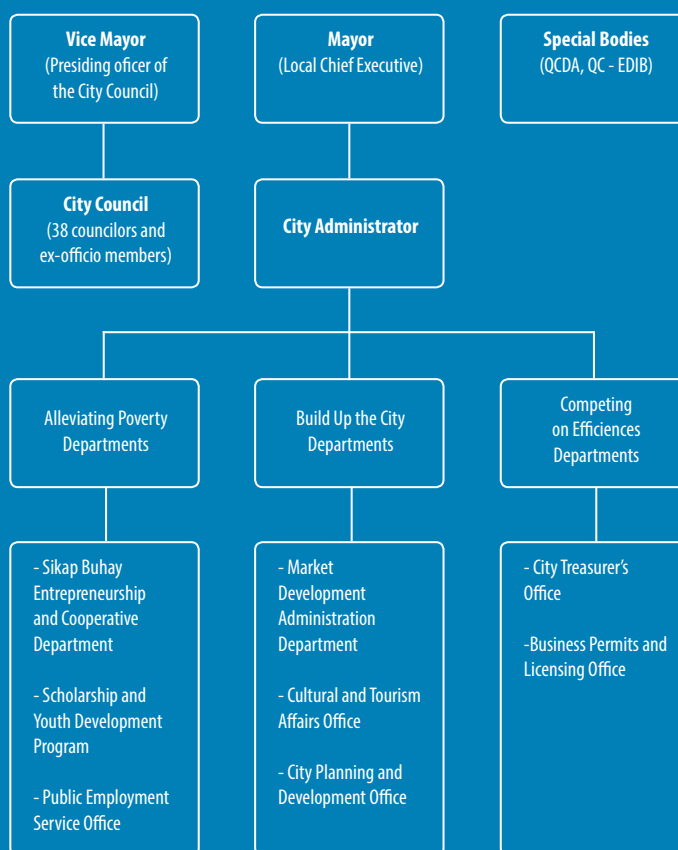 Vice Mayor
(Presiding oficer of
the City Council)
Mayor
(Local Chief Executive)
Special Bodies
(QCDA, QC - EDIB)
City Council
(38 councilors and
ex-officio members)
City Administrator
Alleviating Poverty
Departments
Build Up the City
Departments
Competing
on Efficiences
Departments
- Sikap Buhay
Entrepreneurship
and Cooperative
Department
- Scholarship and
Youth Development
Program
- Public Employment
Service Office
- Market
Development
Administration
Department
- Cultural and Tourism
Affairs Office
- City Planning and
Development Office
- City Treasurer's
Office
-Business Permits and
Licensing Office